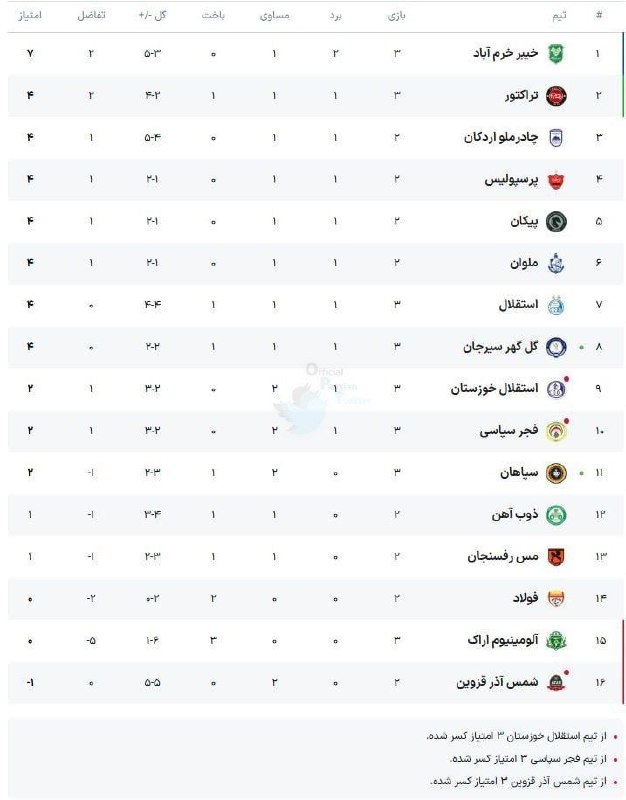 # تیم بازی برد مساوی باخت گل -/+ تفاضل امتیاز
۱ خیبر خرم آباد ۳ ۲ ۱ ۰ ۵-۳ ۲ ۷
۲ تراکتور ۳ ۱ ۱ ۱ ۴-۲ ۲ ۴
۳ چادرملو اردکان ۲ ۱ ۱ ۰ ۵-۴ ۱ ۴
۴ پرسپولیس ۲ ۱ ۱ ۰ ۲-۱ ۱ ۴
۵ پیکان ۲ ۱ ۱ ۰ ۲-۱ ۱ ۴
۶ ملوان ۲ ۱ ۱ ۰ ۲-۱ ۱ ۴
۷ استقلال ۳ ۱ ۱ ۱ ۴-۴ ۰ ۴
۸ گل گهر سیرجان ۳ ۱ ۱ ۱ ۲-۲ ۰ ۴
Official
۹ استقلال خوزستان ۳ ۱ ۲ ۰ ۳-۲ ۱ ۲
۱۰ فجر سپاسی ۳ ۱ ۲ ۰ ۳-۲ ۱ ۲
۱۱ سپاهان ۳ ۰ ۲ ۱ ۲-۳ ۱- ۲
۱۲ ذوب آهن ۲ ۰ ۱ ۱ ۳-۴ ۱- ۱
۱۳ مس رفسنجان ۲ ۰ ۱ ۱ ۲-۳ ۱- ۱
۱۴ فولاد ۲ ۰ ۰ ۲ ۰-۲ ۲- ۰
۱۵ آلومینیوم اراک ۳ ۰ ۰ ۳ ۱-۶ ۵- ۰
۱۶ شمس آذر قزوین ۲ ۰ ۲ ۰ ۵-۵ ۰ ۱-
از تیم استقلال خوزستان ۳ امتیاز کسر شده.
از تیم فجر سپاسی ۳ امتیاز کسر شده.
از تیم شمس آذر قزوین ۳ امتیاز کسر شده.